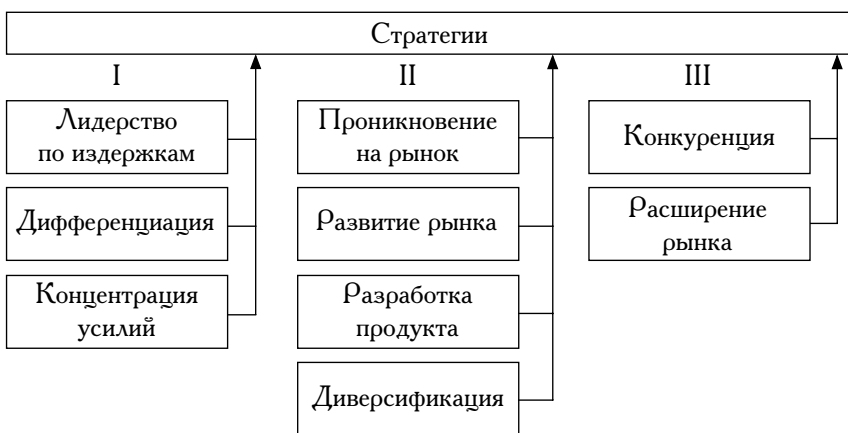 Стратегии
I
Лидерство
по издержкам
Дифференциация
Концентрация
усилий
II
Проникновение
на рынок
Развитие рынка
Разработка
продукта
Диверсификация
III
Конкуренция
Расширение
рынка